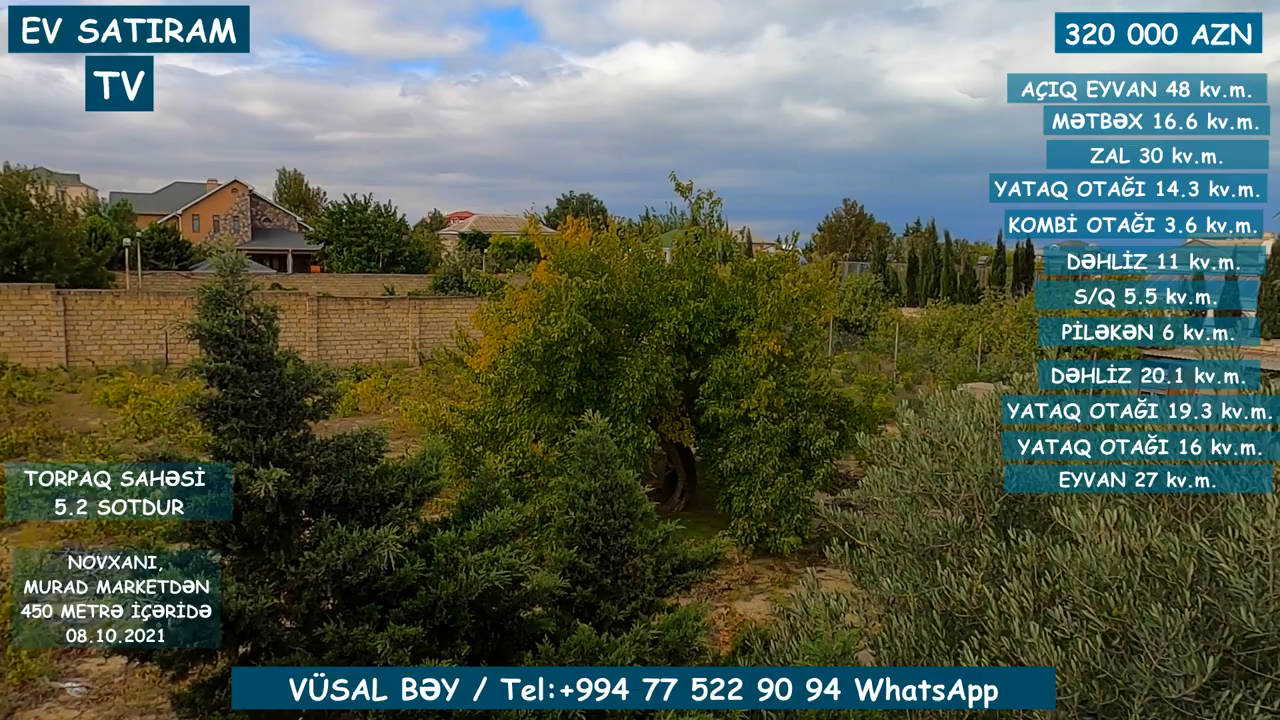 EV SATIRAM
TV
320 000 AZN
AÇIQ EYVAN 48 kv.m.
MƏTBƏX 16.6 kv.m.
ZAL 30 kv.m.
YATAQ OTAĞI 14.3 kv.m.
KOMBİ OTAĞI 3.6 kv.m.
DƏHLİZ 11 kv.m.
S/Q 5.5 kv.m.
PİLƏKƏN 6 kv.m.
DƏHLİZ 20.1 kv.m.
YATAQ OTAĞI 19.3 kv.m.
YATAQ OTAĞI 16 kv.m.
EYVAN 27 kv.m.
TORPAQ SAHƏSİ
5.2 SOTDUR
NOVXANI,
MURAD MARKETDƏN
450 METRƏ İÇƏRİDƏ
08.10.2021
VÜSAL BƏY / Tel:+994 77 522 90 94 WhatsApp